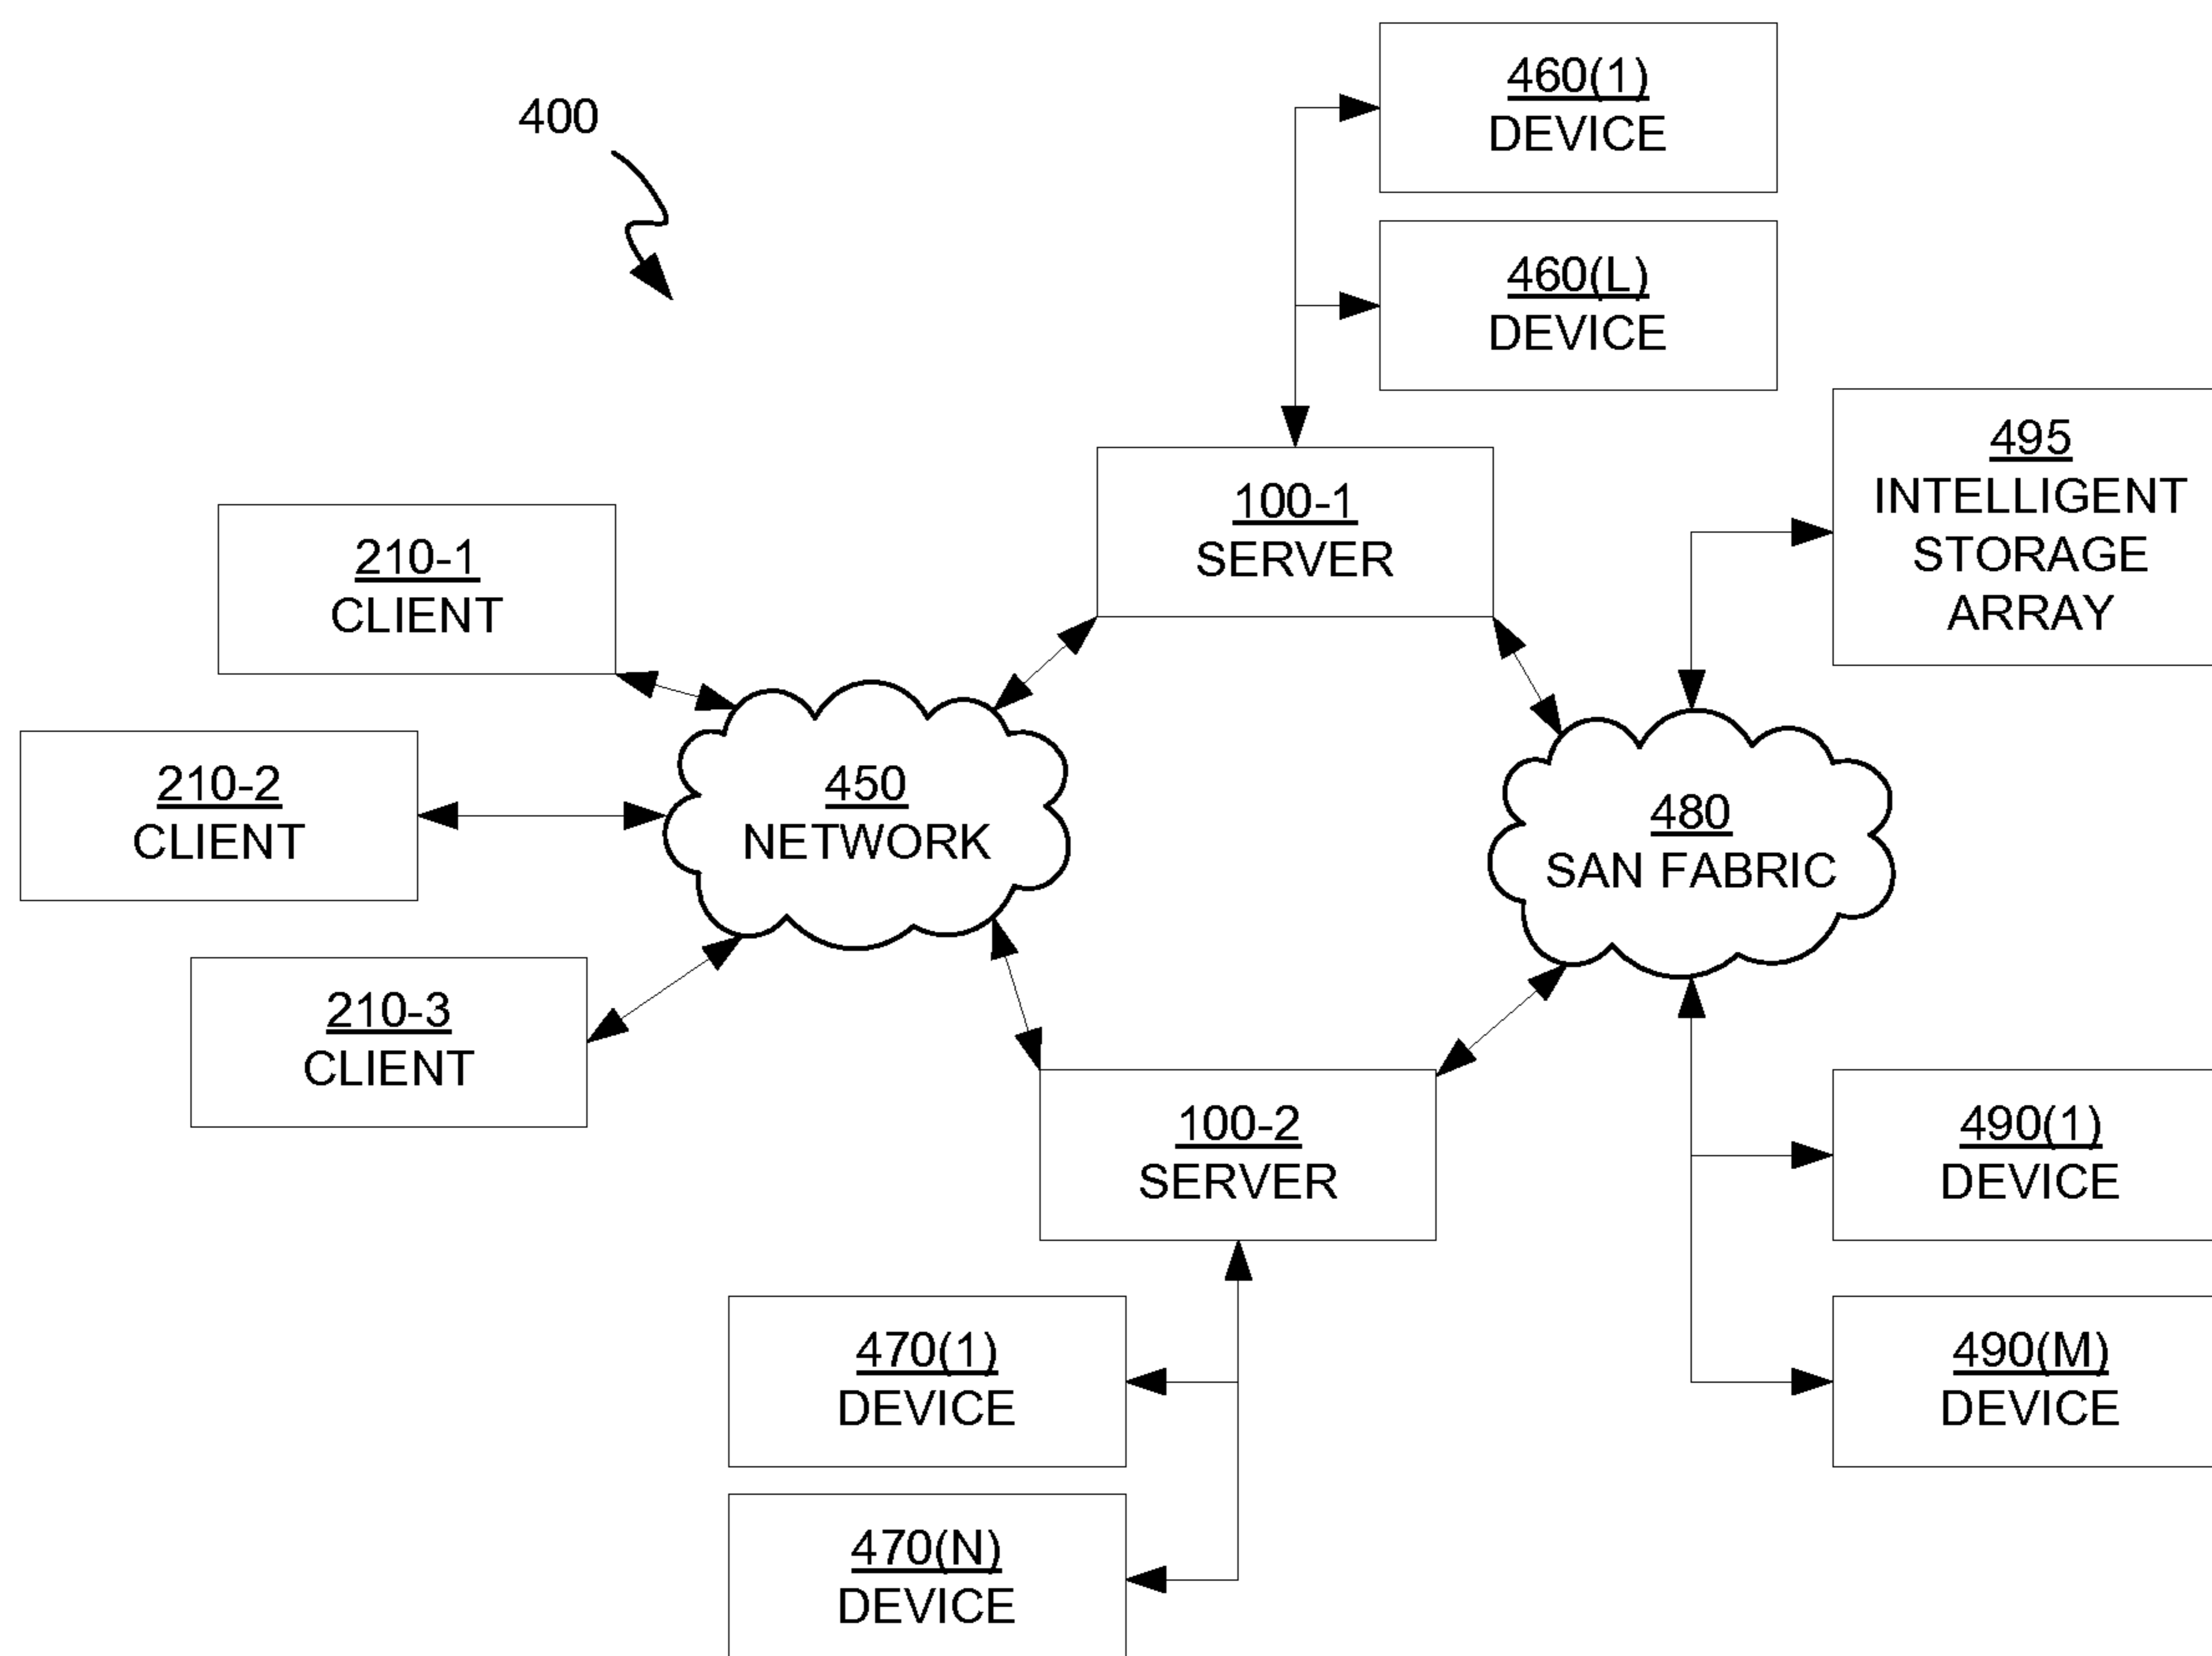 400
460(1)
DEVICE
460(L)
DEVICE
495
INTELLIGENT
STORAGE
ARRAY
100-1
SERVER
210-1
CLIENT
210-2
CLIENT
450
NETWORK
480
SAN FABRIC
210-3
CLIENT
100-2
SERVER
490(1)
DEVICE
470(1)
DEVICE
490(M)
DEVICE
470(N)
DEVICE